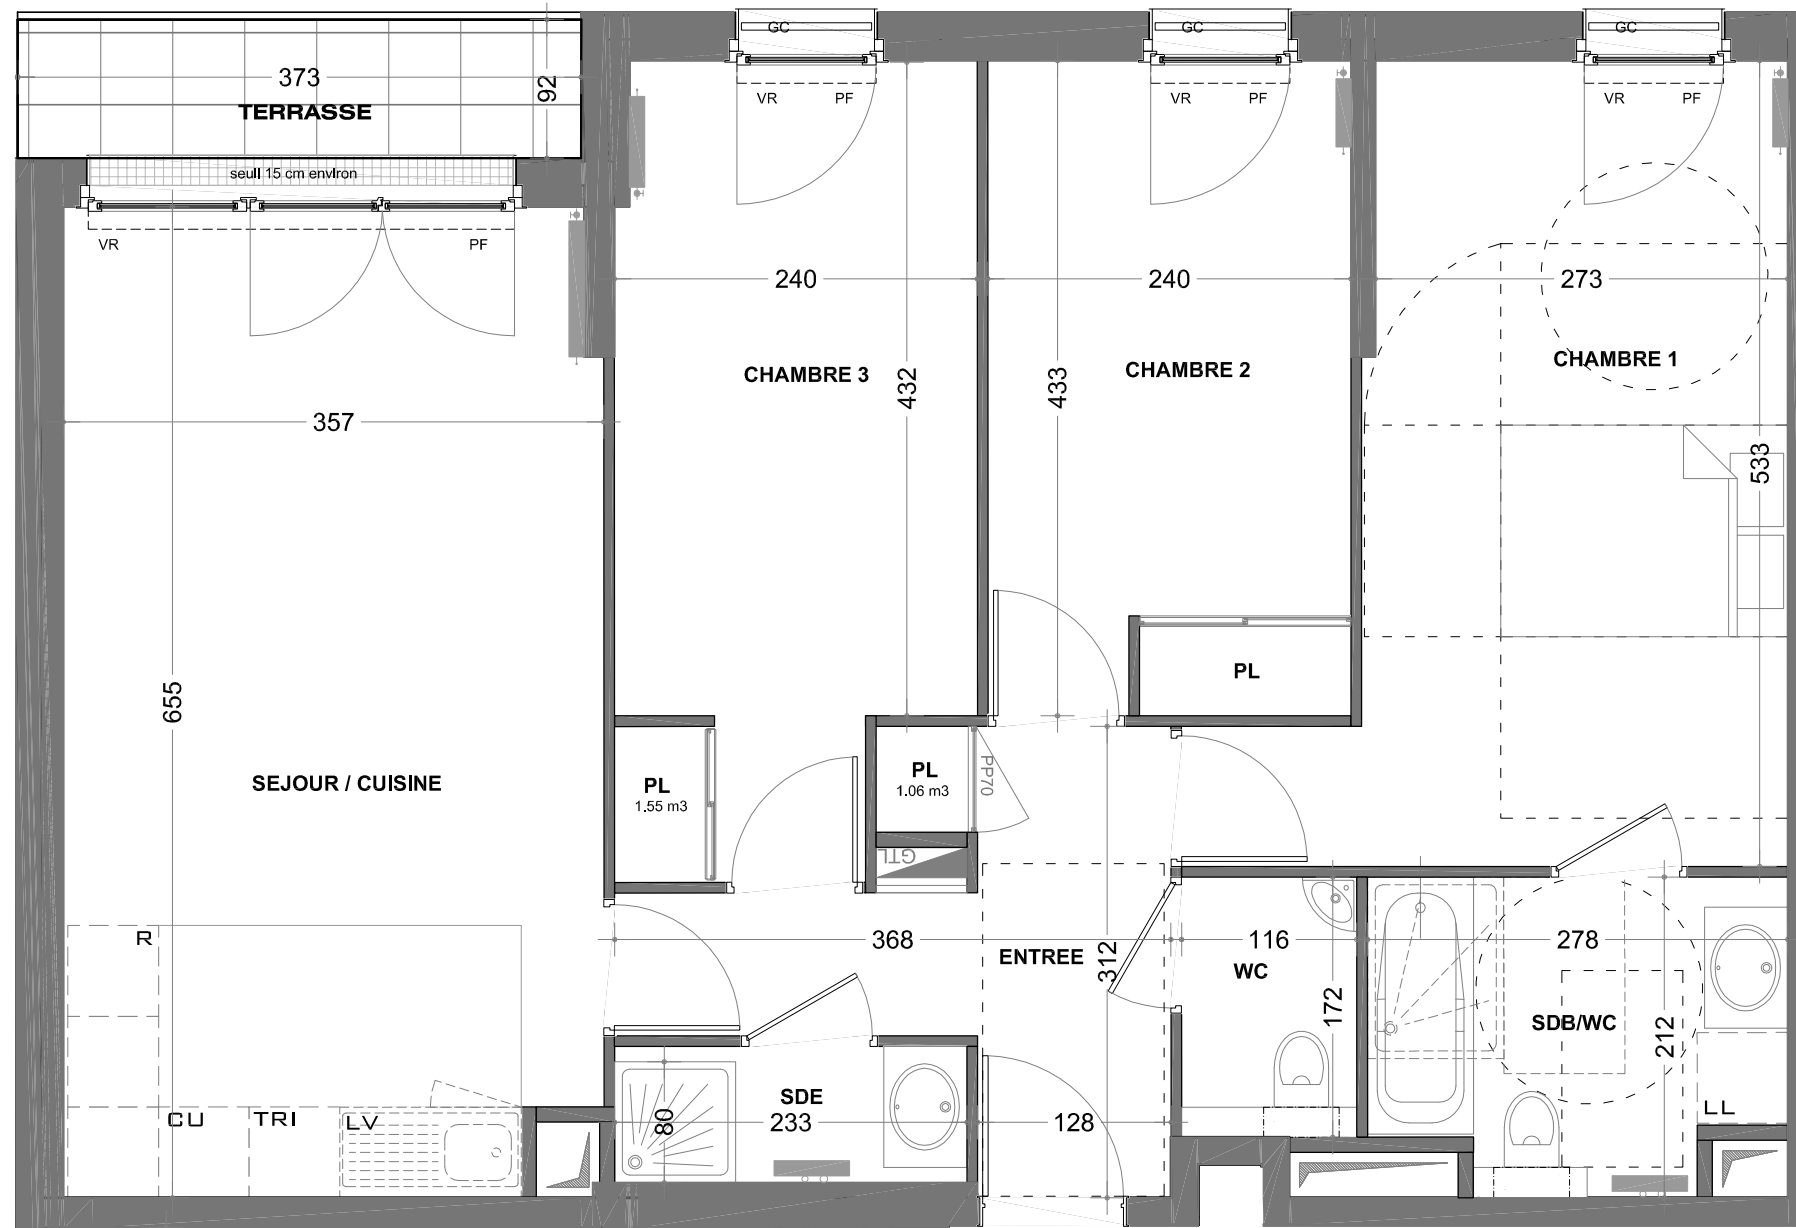 GC
GC
GC
373
92
TERRASSE
VR
PF
VR
PF
VR
PF
seuil 15 cm environ
VR
PF
240
240
273
CHAMBRE 3
432
433
CHAMBRE 2
CHAMBRE 1
357
533
655
PL
SEJOUR / CUISINE
PL
1.55 m3
PL
1.06 m3
PP70
GTL
R
368
ENTREE
312
116
WC
172
278
SDB/WC
212
CU
TRI
LV
80
SDE
233
128
LL